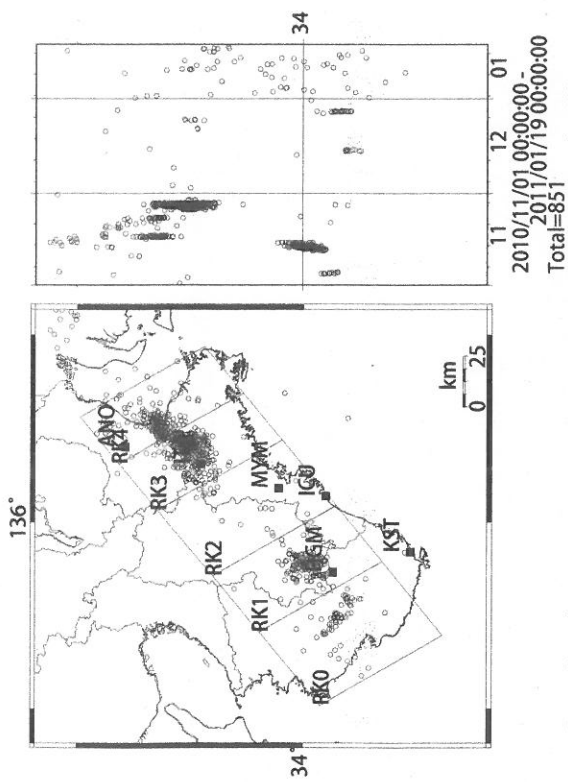 136°
34°
ANO
RK4
RK3
RK2
RK1
RK0
MYM
ICU
KST
km
0 25
34
11 12 01
2010/11/01 00:00:00 -
2011/01/19 00:00:00
Total=851